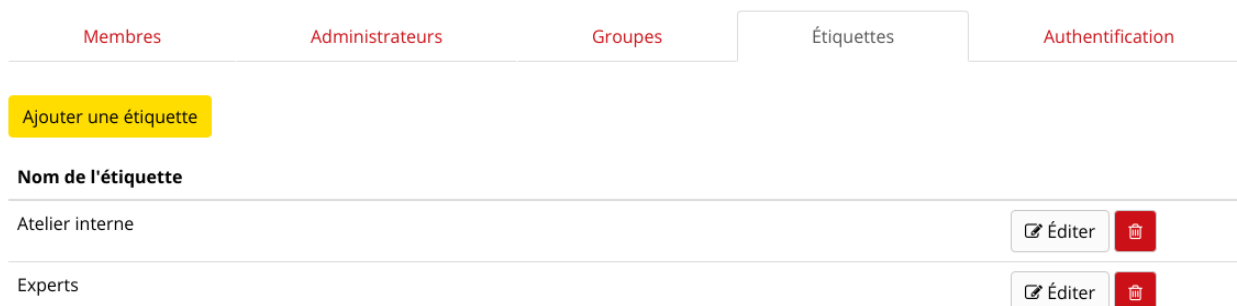 Membres Administrateurs Groupes Étiquettes Authentification
Ajouter une étiquette
Nom de l'étiquette
Atelier interne Éditer
Experts Éditer